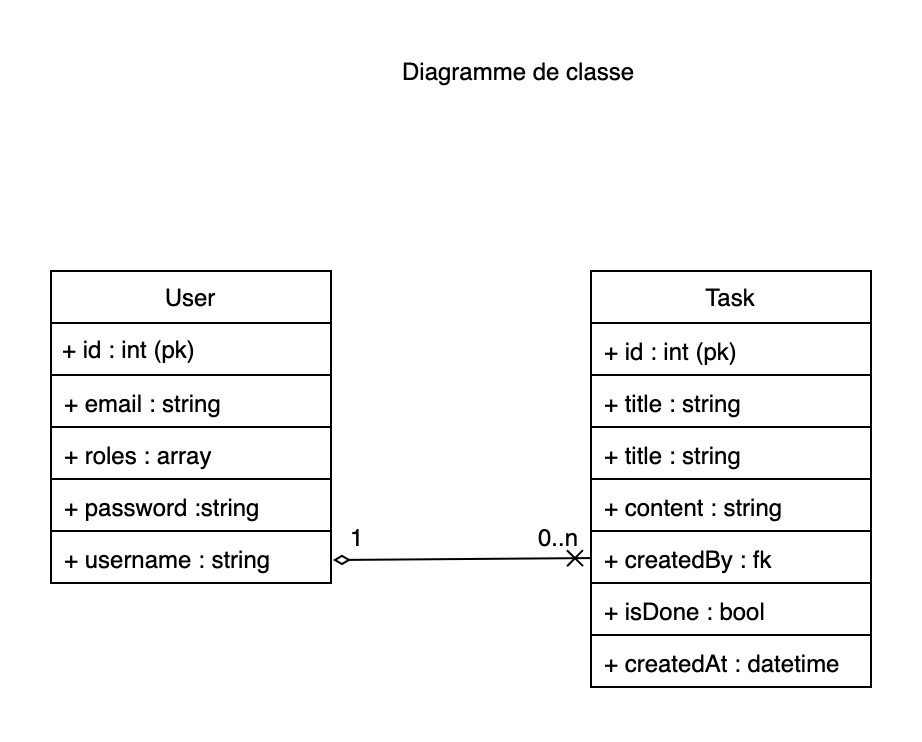 Diagramme de classe
User
+ id : int (pk)
+ email : string
+ roles : array
+ password :string
+ username : string
1
0..n
Task
+ id : int (pk)
+ title : string
+ title : string
+ content : string
+ createdBy : fk
+ isDone : bool
+ createdAt : datetime